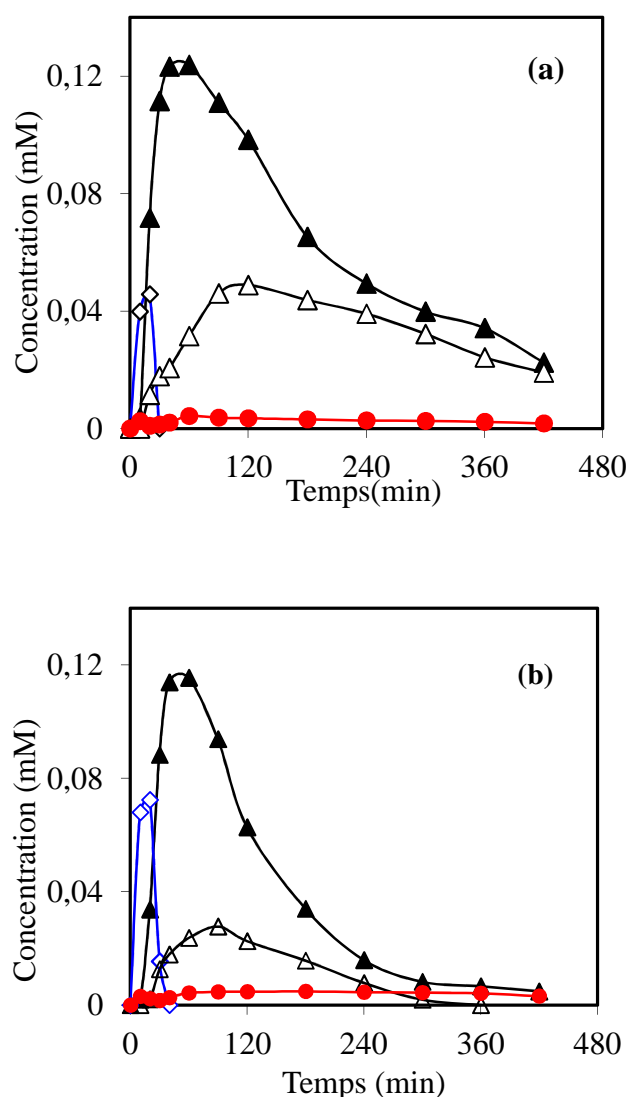 (a)
0,12
0,08
0,04
0
Concentration (mM)
0 120 240 360 480
Temps(min)
(b)
0,12
0,08
0,04
0
Concentration (mM)
0 120 240 360 480
Temps (min)